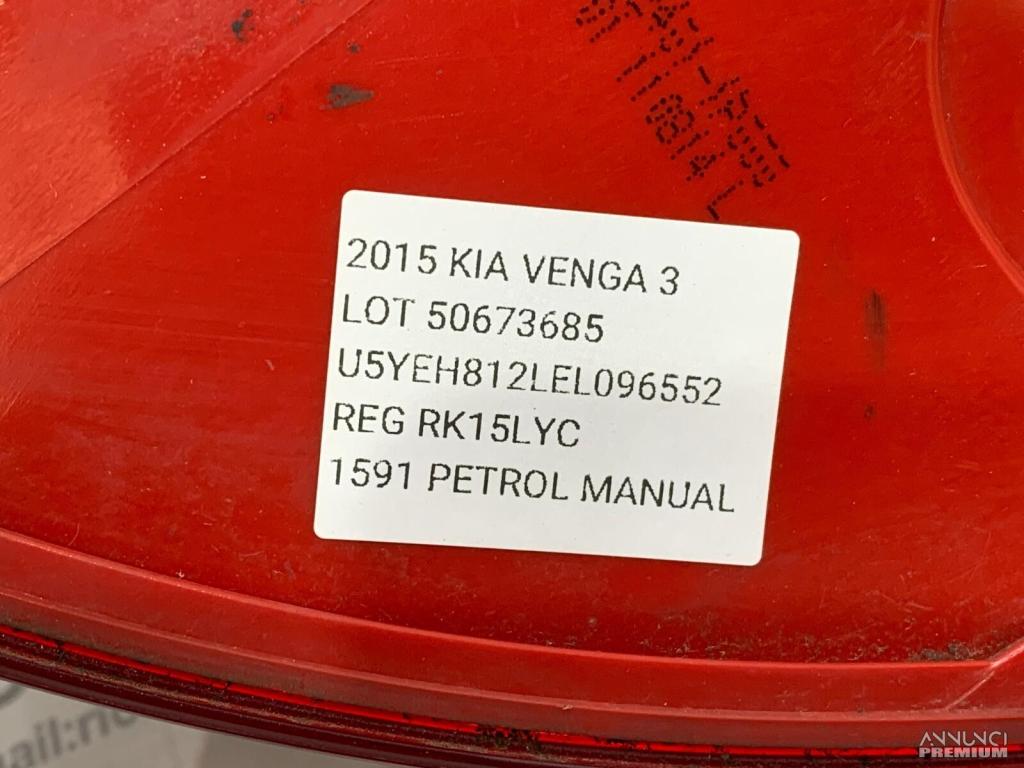 2015 KIA VENGA 3
LOT 50673685
U5YEH812LEL096552
REG RK15LYC
1591 PETROL MANUAL
ANNUNCI
PREMIUM